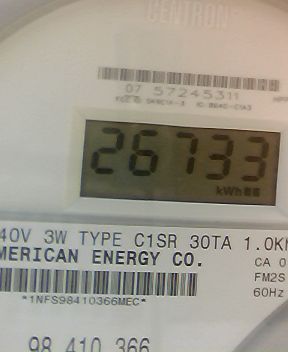 CENTRON
07 57245311
26733
kWh
40V 3W TYPE C1SR 30TA 1.0K
MERICAN ENERGY CO.
CA 0
FM2S
60Hz
*1NFS98410366MEC*
98 410 366